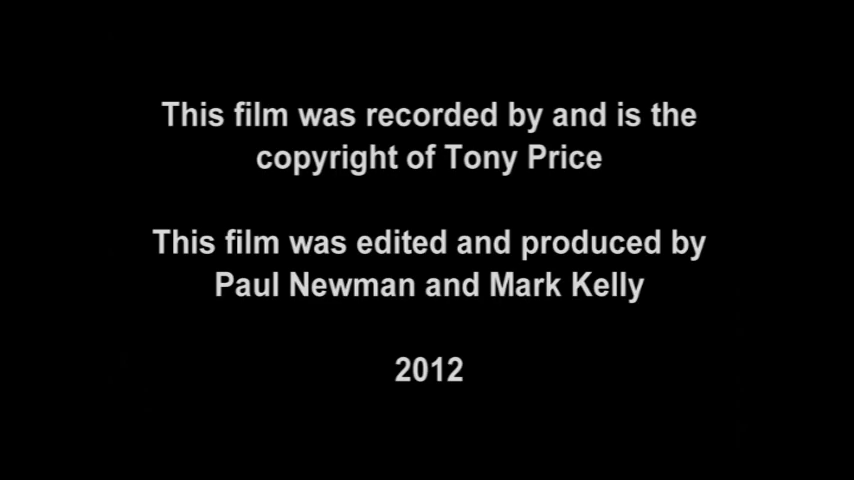 This film was recorded by and is the
copyright of Tony Price
This film was edited and produced by
Paul Newman and Mark Kelly
2012